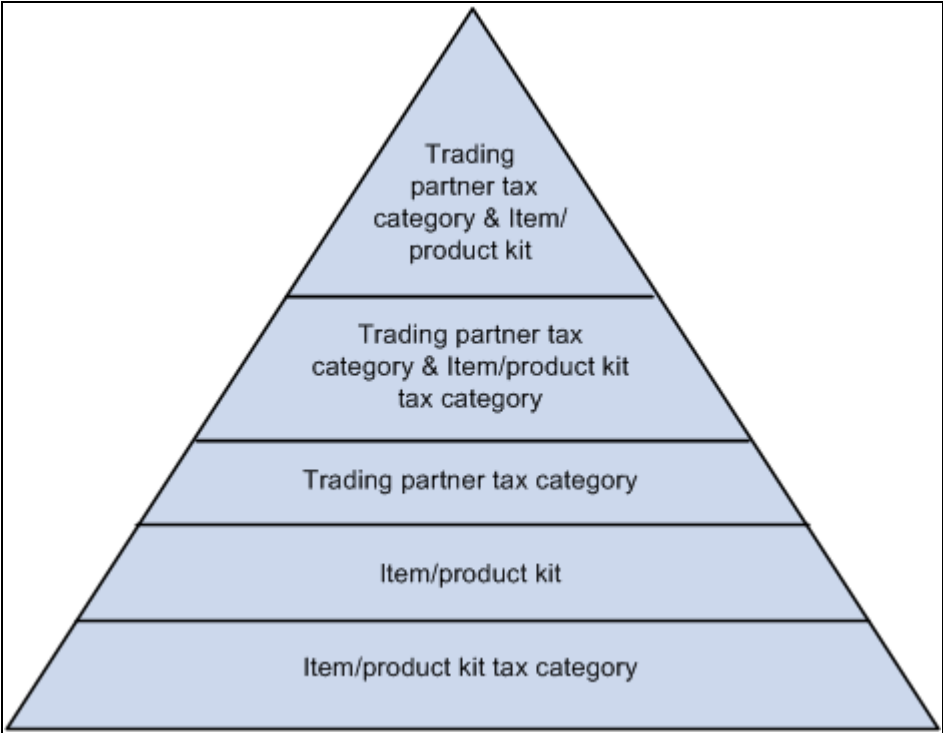 Trading
partner tax
category & Item/
product kit
Trading partner tax
category & Item/product kit
tax category
Trading partner tax category
Item/product kit
Item/product kit tax category